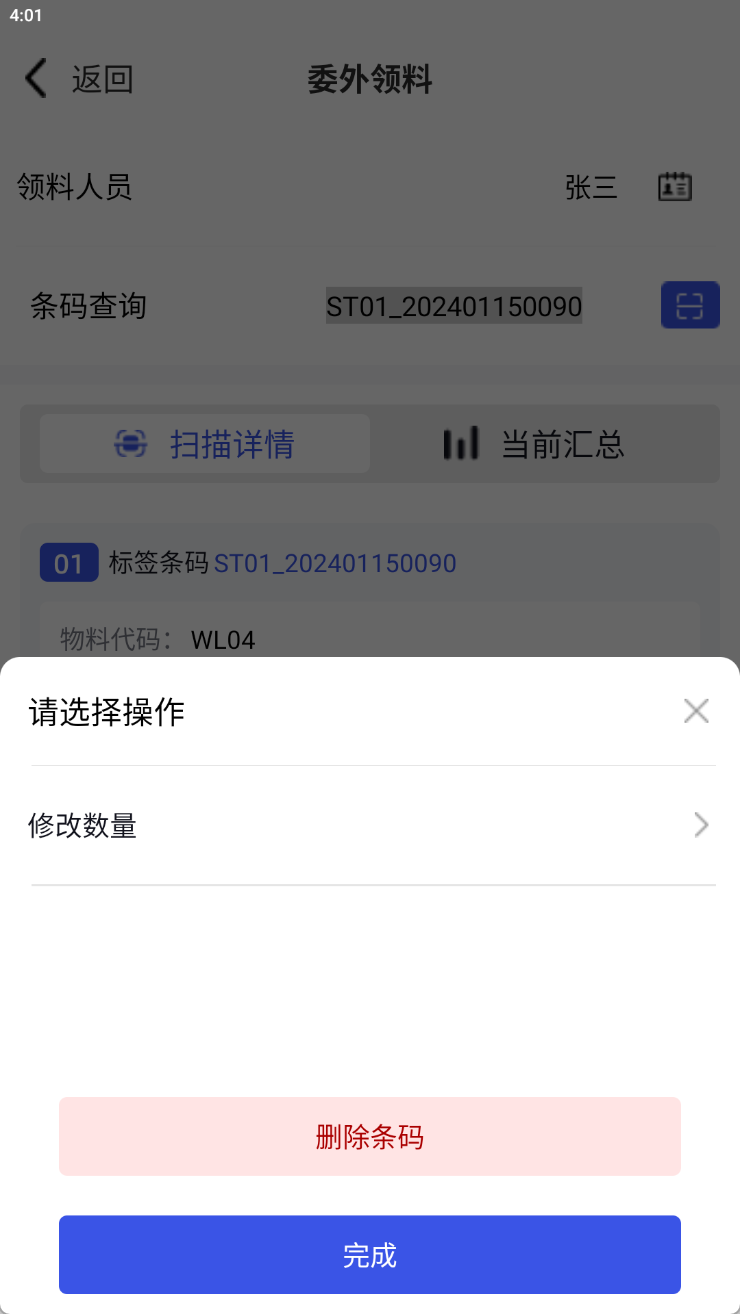 4:01
返回 委外领料
领料人员 张三
条码查询 ST01_202401150090
扫描详情 当前汇总
01 标签条码 ST01_202401150090
物料代码： WL04
请选择操作
修改数量
删除条码
完成